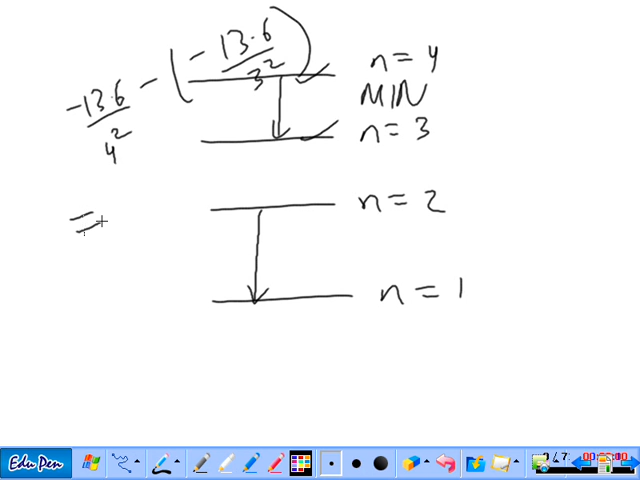 -13.6/4² - (-13.6/3²)
n = 4
MIN
n = 3
n = 2
=
n = 1
Edu Pen